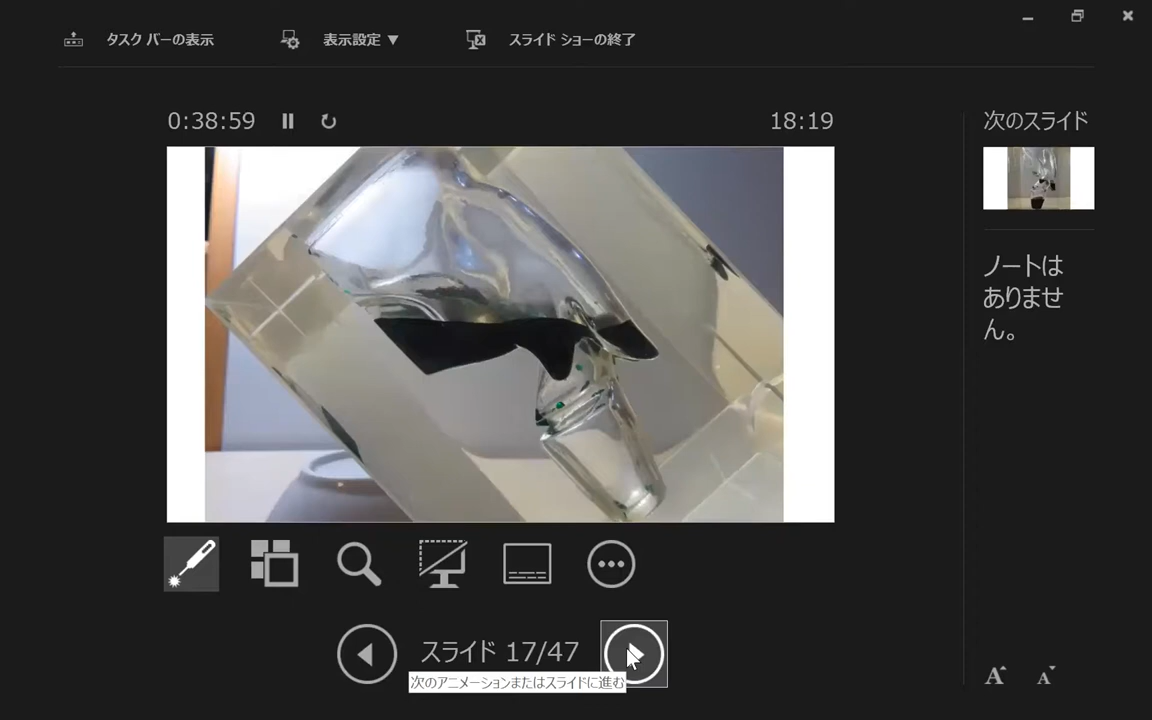 タスク バーの表示
表示設定 ▼
スライド ショーの終了
0:38:59
18:19
次のスライド
ノートは
ありませ
ん。
スライド 17/47
次のアニメーションまたはスライドに進む
A
A